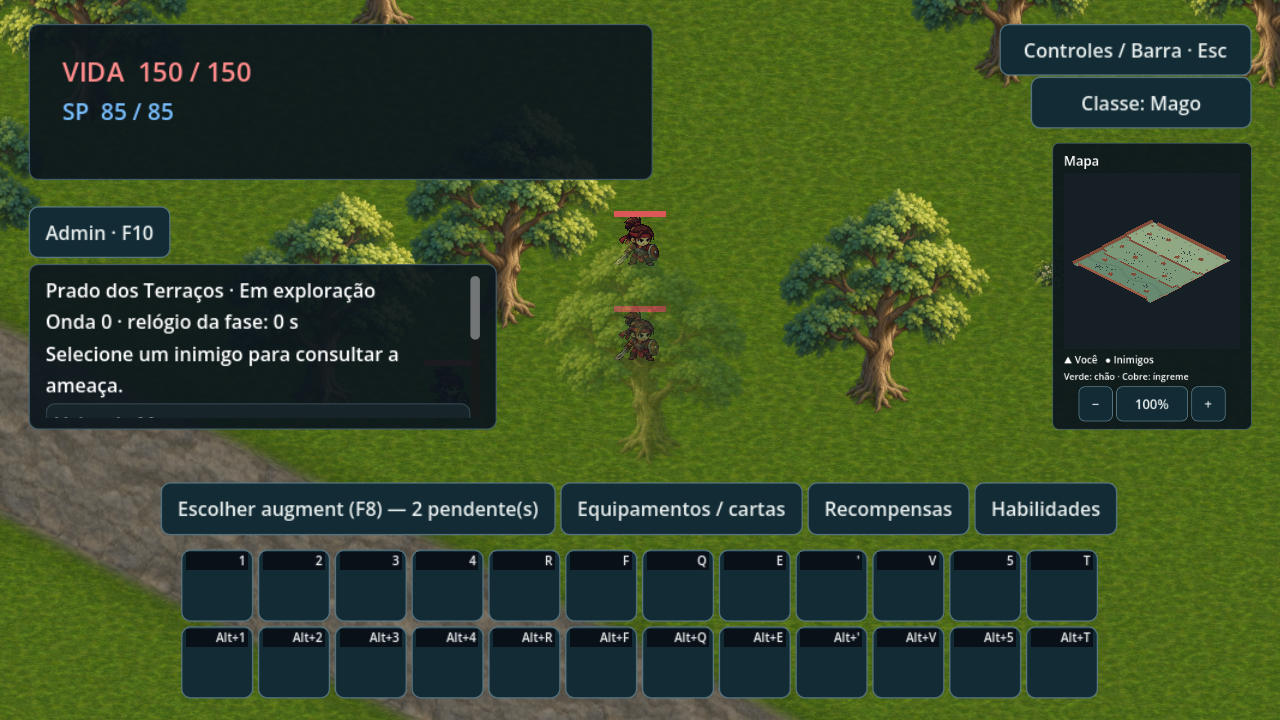 VIDA 150 / 150
SP 85 / 85
Controles / Barra · Esc
Classe: Mago
Mapa
▲ Você ● Inimigos
Verde: chão · Cobre: íngreme
− 100% +
Admin · F10
Prado dos Terraços · Em exploração
Onda 0 · relógio da fase: 0 s
Selecione um inimigo para consultar a
ameaça.
Escolher augment (F8) — 2 pendente(s)
Equipamentos / cartas
Recompensas
Habilidades
1 2 3 4 R F Q E ' V 5 T
Alt+1 Alt+2 Alt+3 Alt+4 Alt+R Alt+F Alt+Q Alt+E Alt+' Alt+V Alt+5 Alt+T